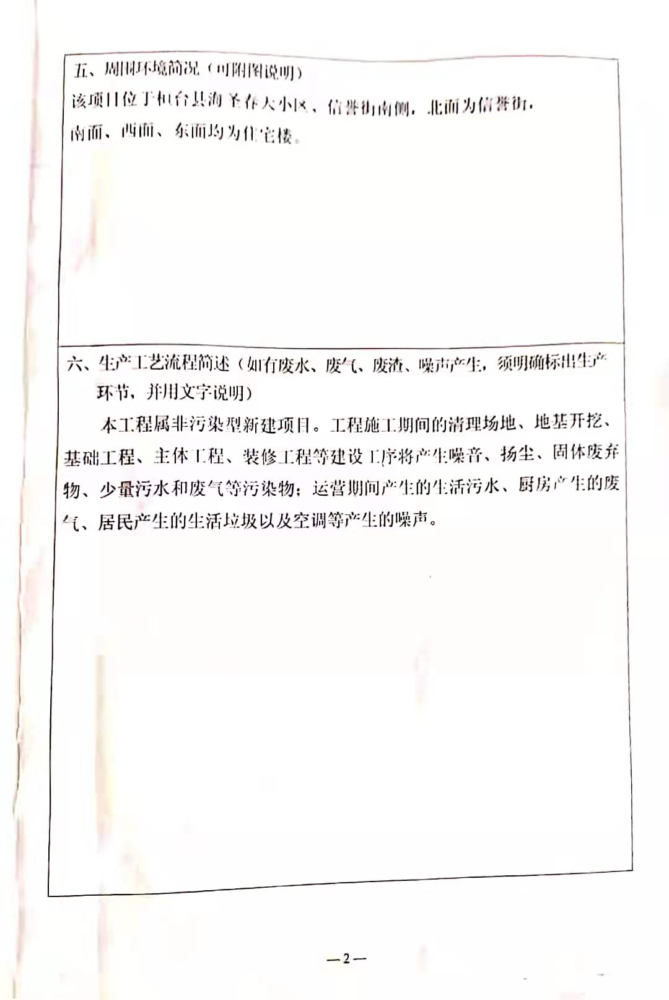 五、周围环境简况（可附图说明）
该项目位于桓台县海圣春天小区、信誉街南侧，北面为信誉街，
南面、西面、东面均为住宅楼。
六、生产工艺流程简述（如有废水、废气、废渣、噪声产生，须明确标出生产
环节，并用文字说明）
本工程属非污染型新建项目。工程施工期间的清理场地、地基开挖、
基础工程、主体工程、装修工程等建设工序将产生噪音、扬尘、固体废弃
物、少量污水和废气等污染物；运营期间产生的生活污水、厨房产生的废
气、居民产生的生活垃圾以及空调等产生的噪声。
—2—